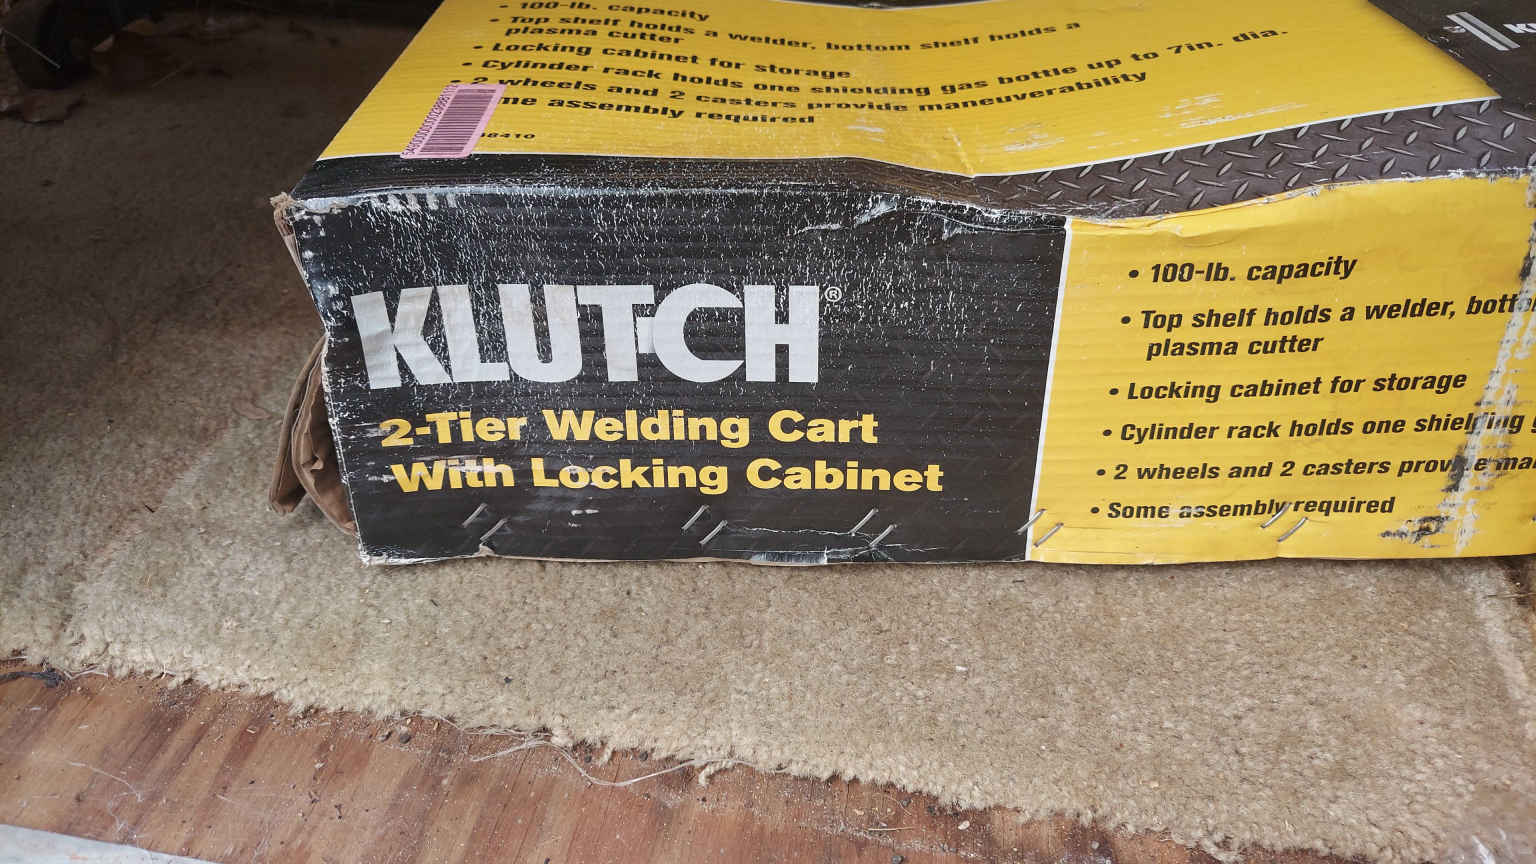 • 100-lb. capacity
• Top shelf holds a welder, bottom shelf holds a
plasma cutter
• Locking cabinet for storage
• Cylinder rack holds one shielding gas bottle up to 7in. dia.
• 2 wheels and 2 casters provide maneuverability
assembly required
KLUTCH®
2-Tier Welding Cart
With Locking Cabinet
• 100-lb. capacity
• Top shelf holds a welder,
plasma cutter
• Locking cabinet for storage
• Cylinder rack holds one shielding
• 2 wheels and 2 casters provide
• Some assembly required